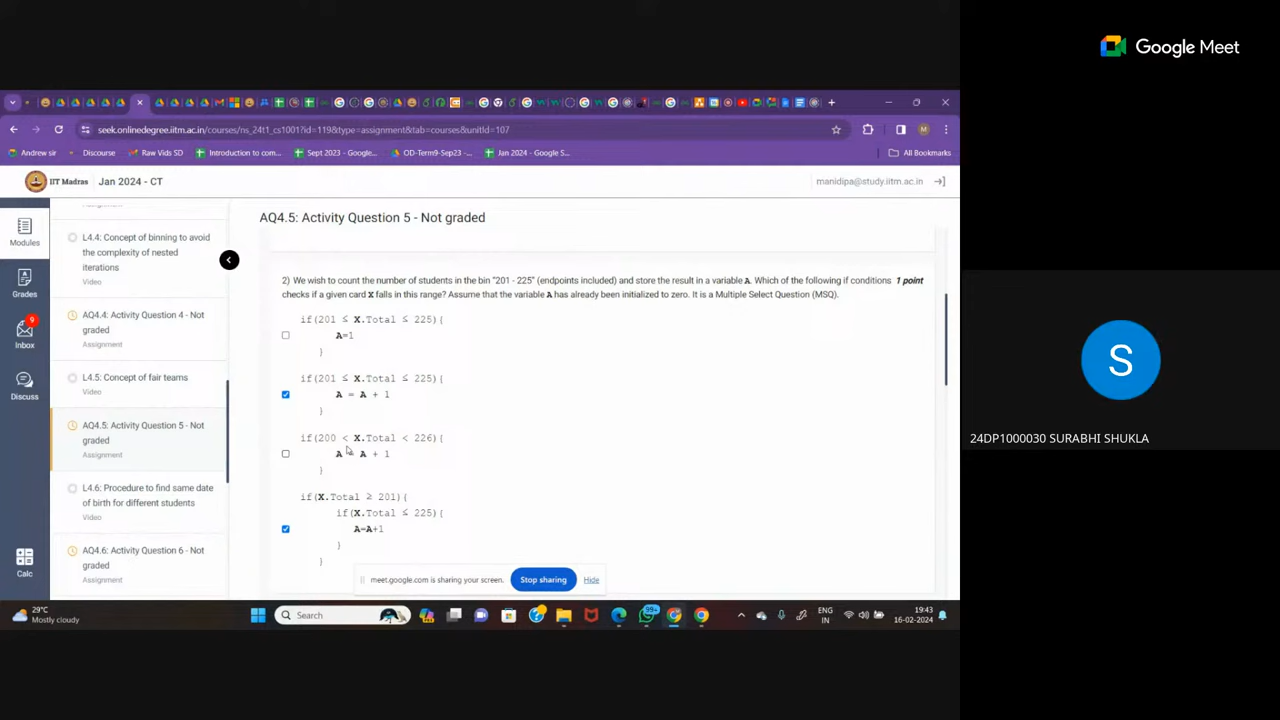 Google Meet
seek.onlinedegree.iitm.ac.in/courses/ns_24t1_cs1001?id=119&type=assignment&tab=courses&unitId=107
M
Andrew sir
Discourse
Raw Vids SD
Introduction to com...
Sept 2023 - Google...
OD-Term9-Sep23 -...
Jan 2024 - Google S...
All Bookmarks
IIT Madras
Jan 2024 - CT
manidipa@study.iitm.ac.in
Modules
Grades
9
Inbox
Discuss
Calc
L4.4: Concept of binning to avoid
the complexity of nested
iterations
Video
AQ4.4: Activity Question 4 - Not
graded
Assignment
L4.5: Concept of fair teams
Video
AQ4.5: Activity Question 5 - Not
graded
Assignment
L4.6: Procedure to find same date
of birth for different students
Video
AQ4.6: Activity Question 6 - Not
graded
Assignment
AQ4.5: Activity Question 5 - Not graded
2) We wish to count the number of students in the bin "201 - 225" (endpoints included) and store the result in a variable A. Which of the following if conditions 1 point
checks if a given card X falls in this range? Assume that the variable A has already been initialized to zero. It is a Multiple Select Question (MSQ).
if(201 ≤ X.Total ≤ 225){
A=1
}
if(201 ≤ X.Total ≤ 225){
A = A + 1
}
if(200 < X.Total < 226){
A = A + 1
}
if(X.Total ≥ 201){
if(X.Total ≤ 225){
A=A+1
}
}
meet.google.com is sharing your screen.
Stop sharing
Hide
29°C
Mostly cloudy
Search
99+
ENG
IN
19:43
16-02-2024
S
24DP1000030 SURABHI SHUKLA